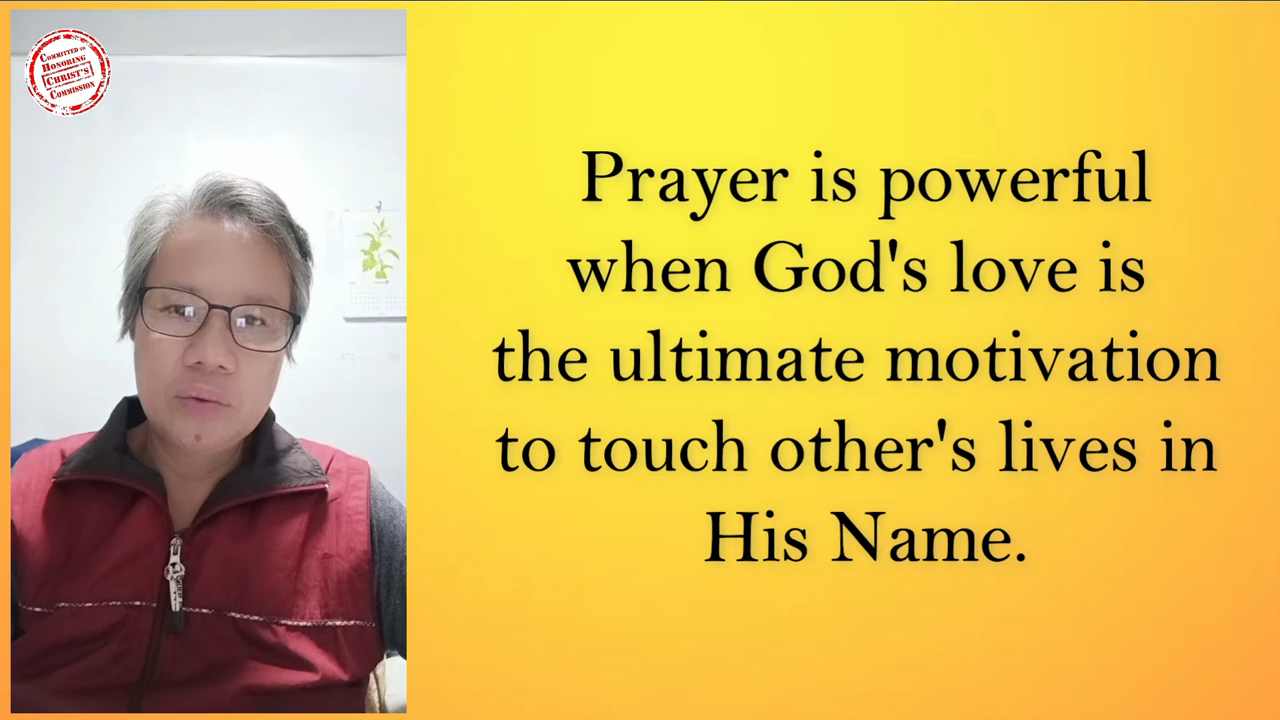 COMMITTED TO
HONORING
CHRIST'S
COMMISSION
Prayer is powerful
when God's love is
the ultimate motivation
to touch other's lives in
His Name.